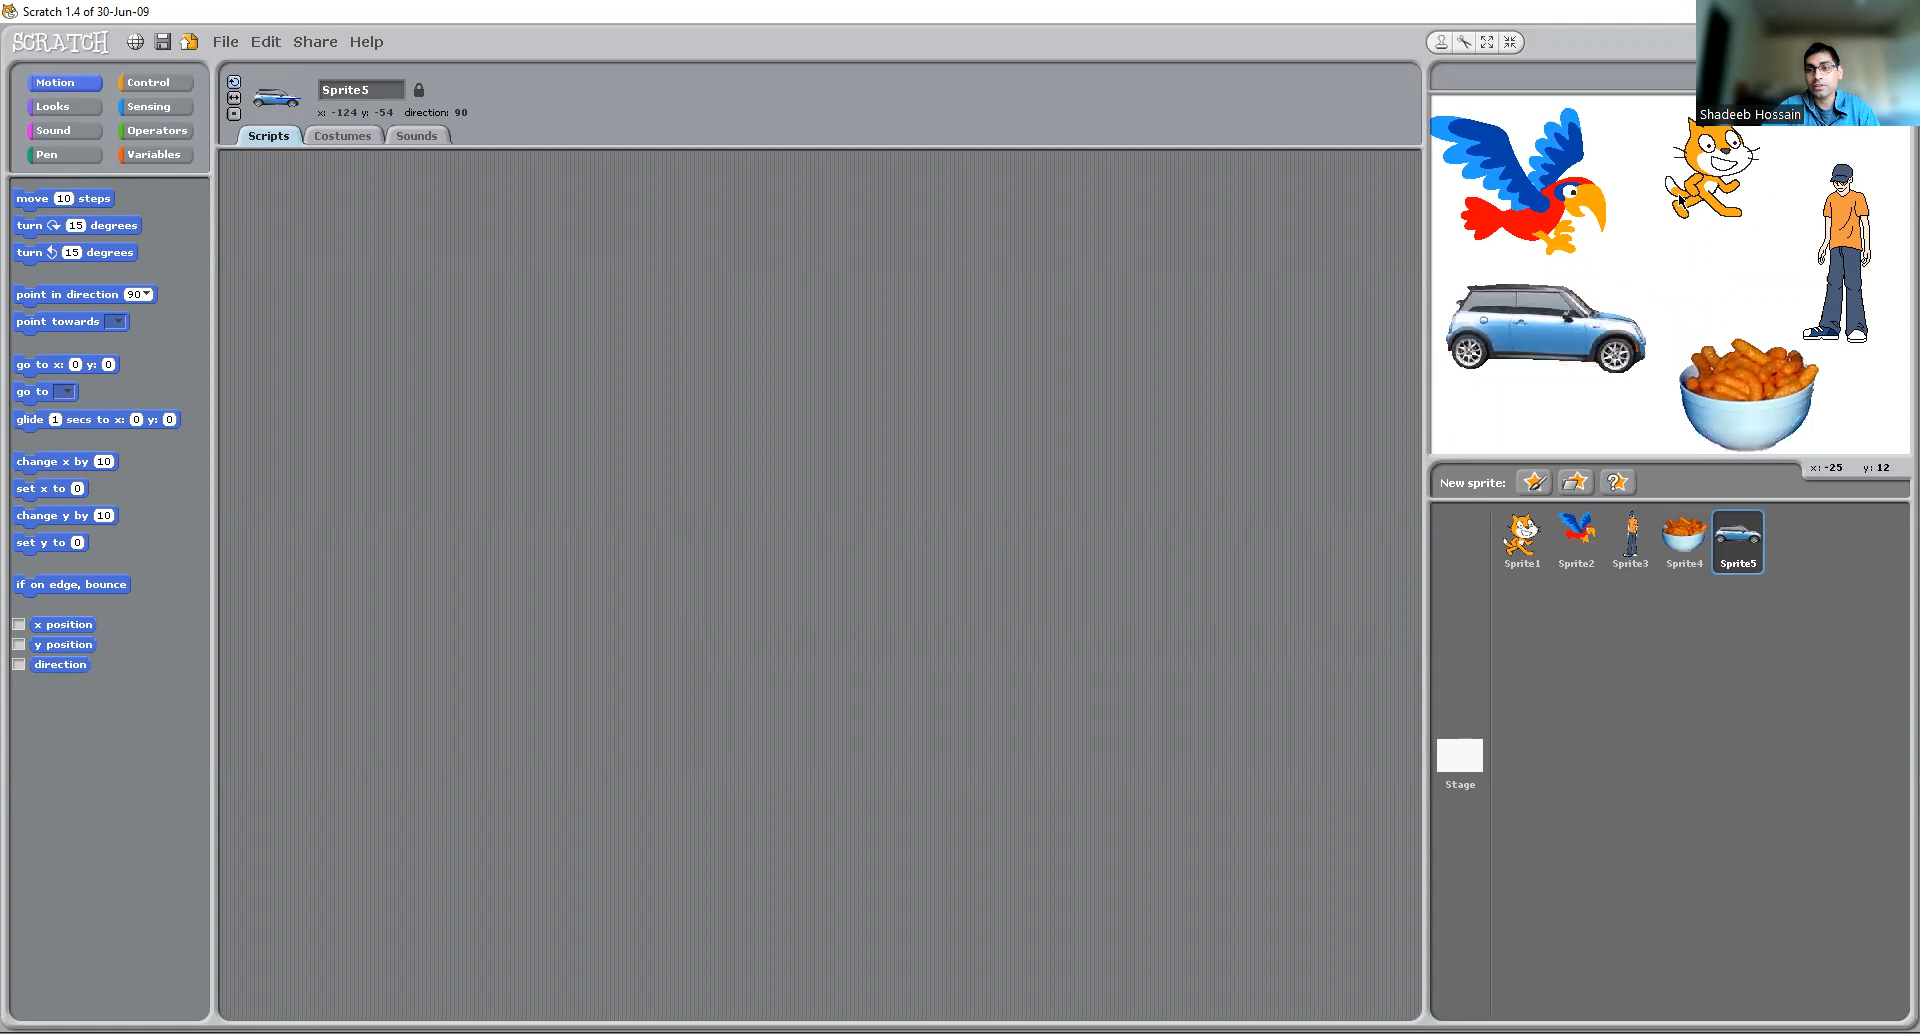 Scratch 1.4 of 30-Jun-09
SCRATCH File Edit Share Help
Motion Control
Looks Sensing
Sound Operators
Pen Variables
move 10 steps
turn 15 degrees
turn 15 degrees
point in direction 90
point towards
go to x: 0 y: 0
go to
glide 1 secs to x: 0 y: 0
change x by 10
set x to 0
change y by 10
set y to 0
if on edge, bounce
x position
y position
direction
Sprite5
x: -124 y: -54 direction: 90
Scripts Costumes Sounds
Shadeeb Hossain
x: -25 y: 12
New sprite:
Sprite1 Sprite2 Sprite3 Sprite4 Sprite5
Stage